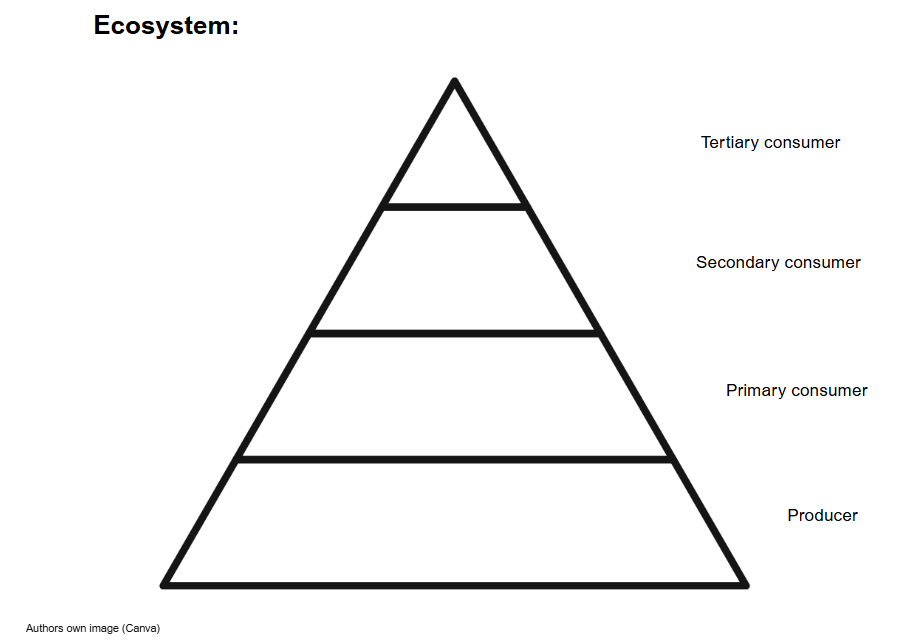 Ecosystem:
Tertiary consumer
Secondary consumer
Primary consumer
Producer
Authors own image (Canva)